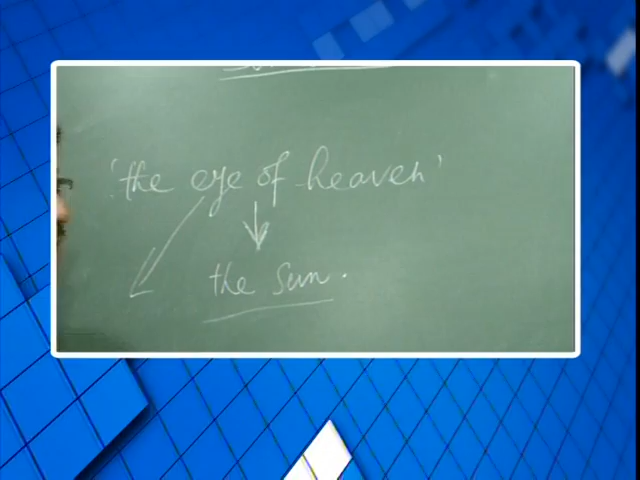 'the eye of heaven'
the sun.